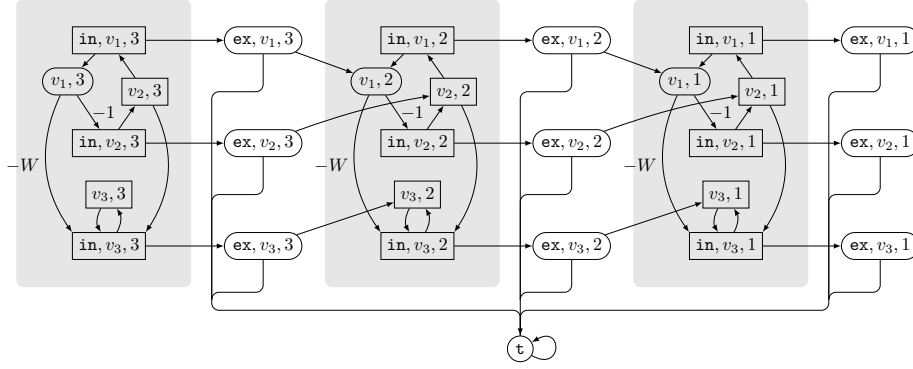 in, v₁, 3
ex, v₁, 3
in, v₁, 2
ex, v₁, 2
in, v₁, 1
ex, v₁, 1
v₁, 3
v₂, 3
v₁, 2
v₂, 2
v₁, 1
v₂, 1
−1
−1
−1
in, v₂, 3
ex, v₂, 3
in, v₂, 2
ex, v₂, 2
in, v₂, 1
ex, v₂, 1
−W
−W
−W
v₃, 3
v₃, 2
v₃, 1
in, v₃, 3
ex, v₃, 3
in, v₃, 2
ex, v₃, 2
in, v₃, 1
ex, v₃, 1
t